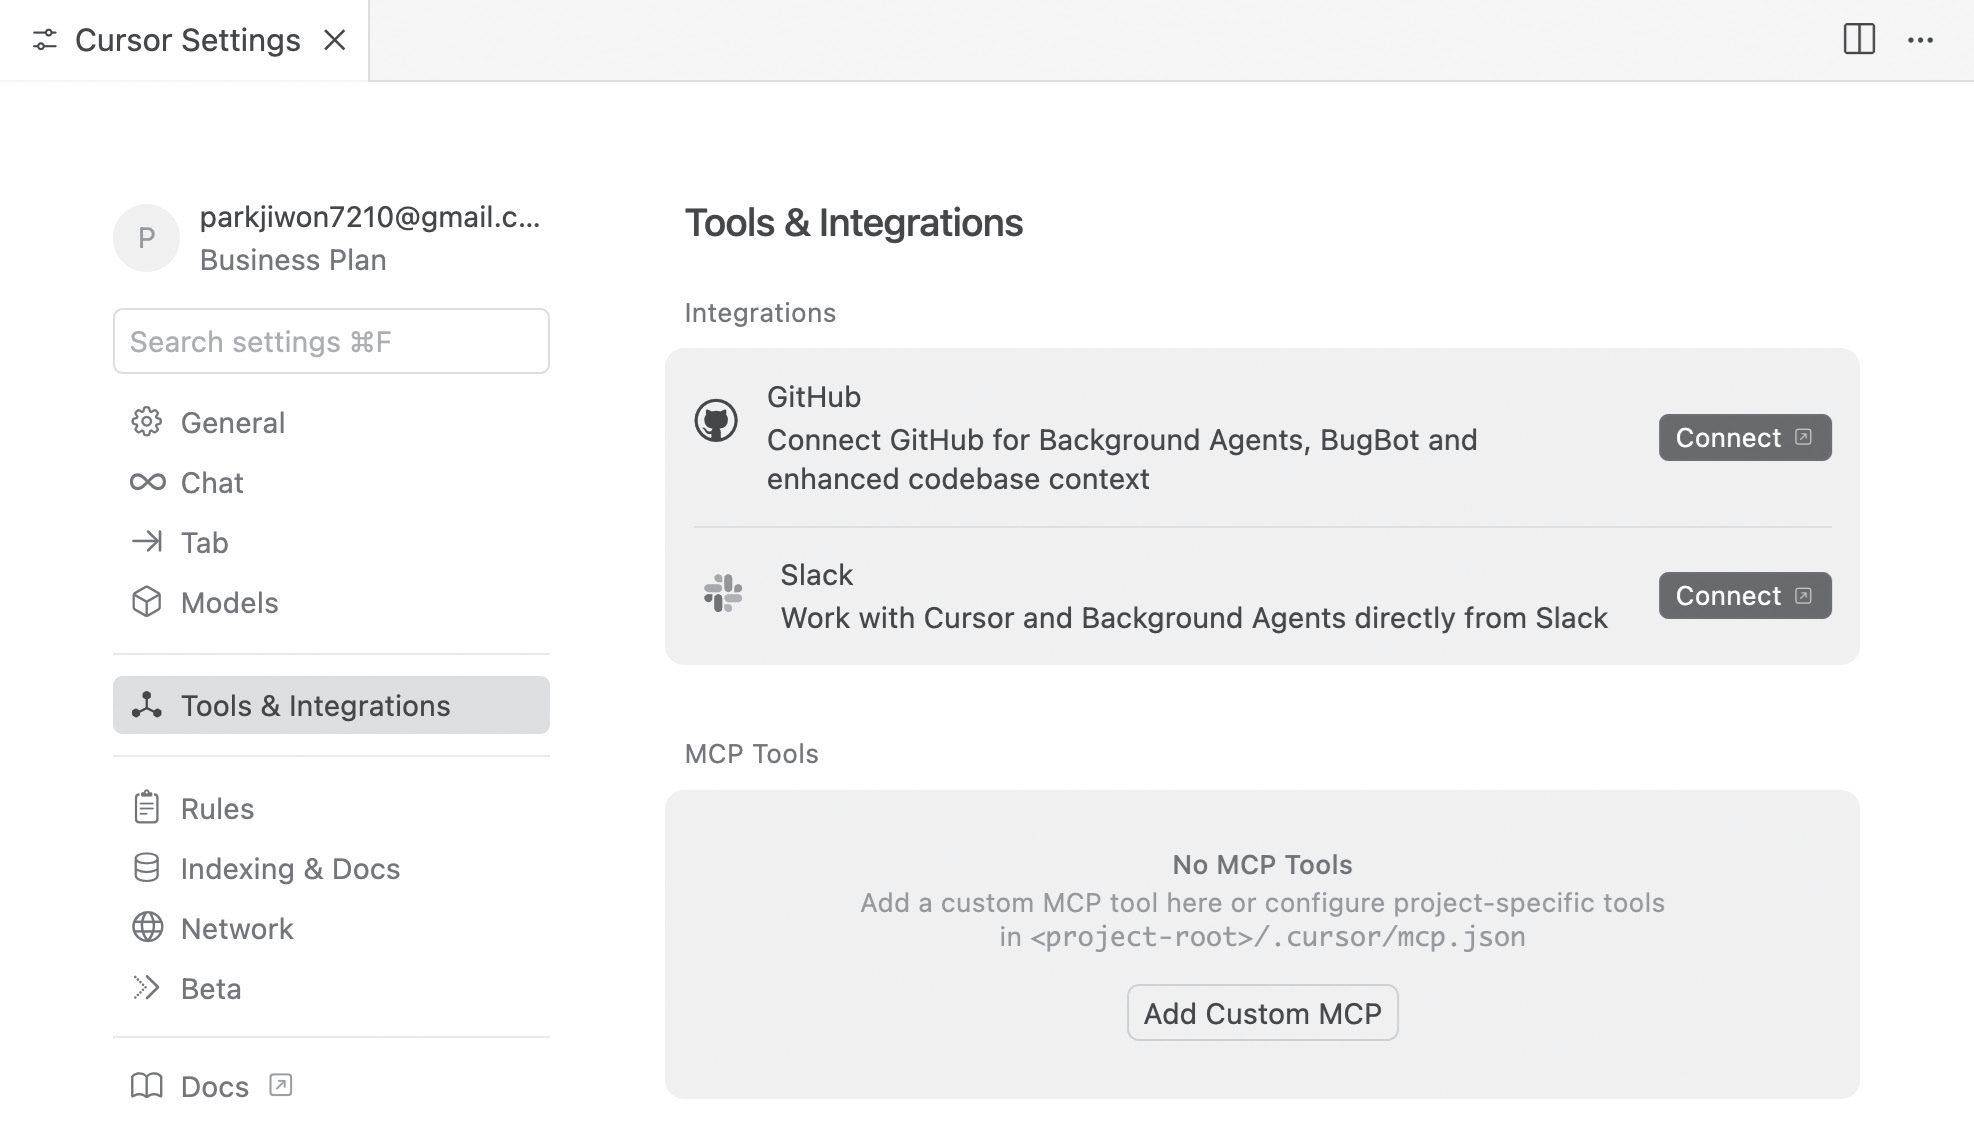 Cursor Settings
P
parkjiwon7210@gmail.c...
Business Plan
Search settings ⌘F
General
Chat
Tab
Models
Tools & Integrations
Rules
Indexing & Docs
Network
Beta
Docs
Tools & Integrations
Integrations
GitHub
Connect GitHub for Background Agents, BugBot and
enhanced codebase context
Connect
Slack
Work with Cursor and Background Agents directly from Slack
Connect
MCP Tools
No MCP Tools
Add a custom MCP tool here or configure project-specific tools
in <project-root>/.cursor/mcp.json
Add Custom MCP